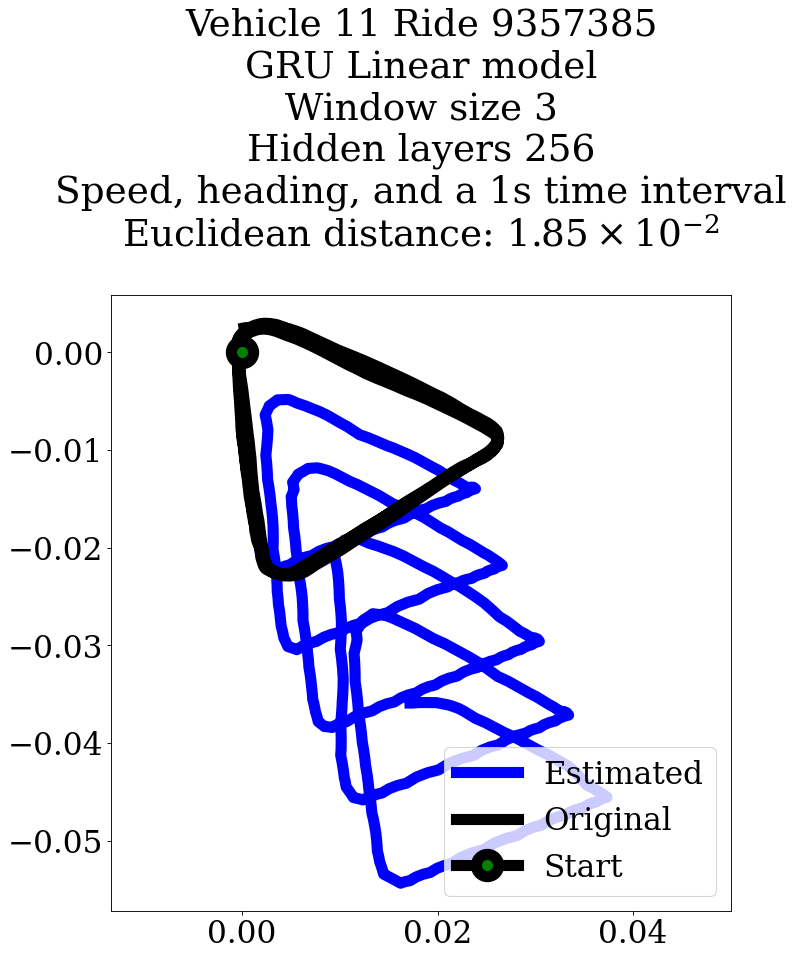 Vehicle 11 Ride 9357385
GRU Linear model
Window size 3
Hidden layers 256
Speed, heading, and a 1s time interval
Euclidean distance: 1.85 × 10⁻²
0.00
−0.01
−0.02
−0.03
−0.04
−0.05
Estimated
Original
Start
0.00 0.02 0.04